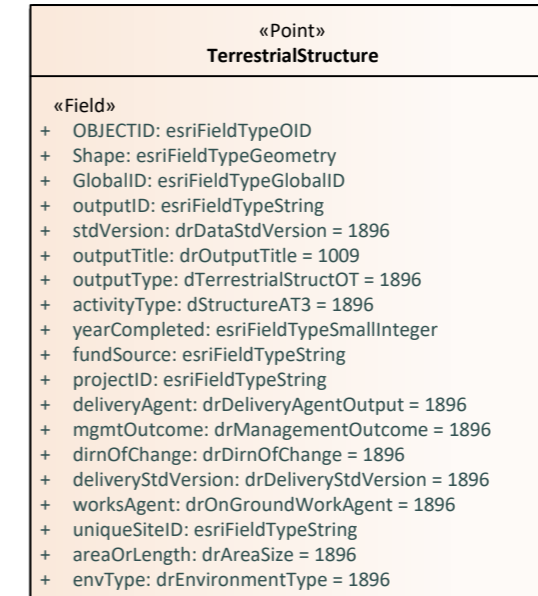 «Point»
TerrestrialStructure
«Field»
+ OBJECTID: esriFieldTypeOID
+ Shape: esriFieldTypeGeometry
+ GlobalID: esriFieldTypeGlobalID
+ outputID: esriFieldTypeString
+ stdVersion: drDataStdVersion = 1896
+ outputTitle: drOutputTitle = 1009
+ outputType: dTerrestrialStructOT = 1896
+ activityType: dStructureAT3 = 1896
+ yearCompleted: esriFieldTypeSmallInteger
+ fundSource: esriFieldTypeString
+ projectID: esriFieldTypeString
+ deliveryAgent: drDeliveryAgentOutput = 1896
+ mgmtOutcome: drManagementOutcome = 1896
+ dirnOfChange: drDirnOfChange = 1896
+ deliveryStdVersion: drDeliveryStdVersion = 1896
+ worksAgent: drOnGroundWorkAgent = 1896
+ uniqueSiteID: esriFieldTypeString
+ areaOrLength: drAreaSize = 1896
+ envType: drEnvironmentType = 1896